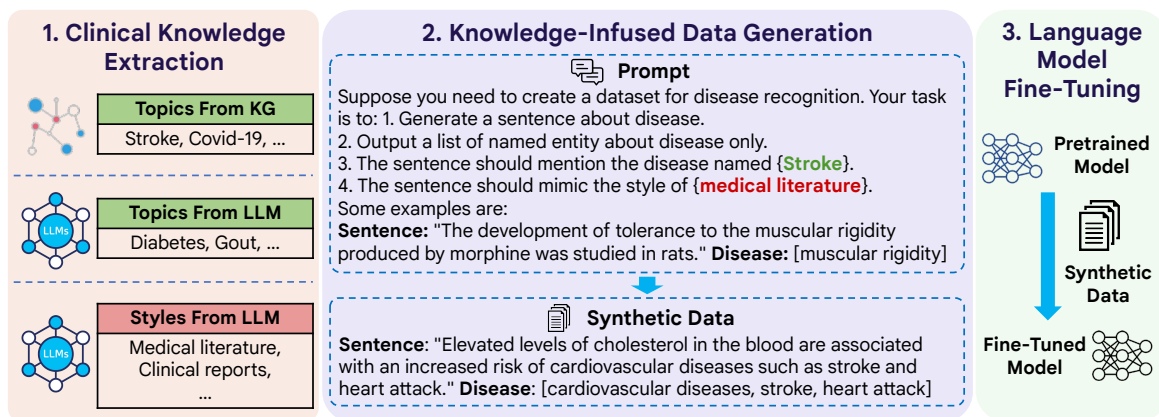 1. Clinical Knowledge
Extraction
Topics From KG
Stroke, Covid-19, ...
LLMs
Topics From LLM
Diabetes, Gout, ...
LLMs
Styles From LLM
Medical literature,
Clinical reports,
...
2. Knowledge-Infused Data Generation
Prompt
Suppose you need to create a dataset for disease recognition. Your task
is to: 1. Generate a sentence about disease.
2. Output a list of named entity about disease only.
3. The sentence should mention the disease named {Stroke}.
4. The sentence should mimic the style of {medical literature}.
Some examples are:
Sentence: "The development of tolerance to the muscular rigidity
produced by morphine was studied in rats." Disease: [muscular rigidity]
Synthetic Data
Sentence: "Elevated levels of cholesterol in the blood are associated
with an increased risk of cardiovascular diseases such as stroke and
heart attack." Disease: [cardiovascular diseases, stroke, heart attack]
3. Language
Model
Fine-Tuning
Pretrained
Model
Synthetic
Data
Fine-Tuned
Model